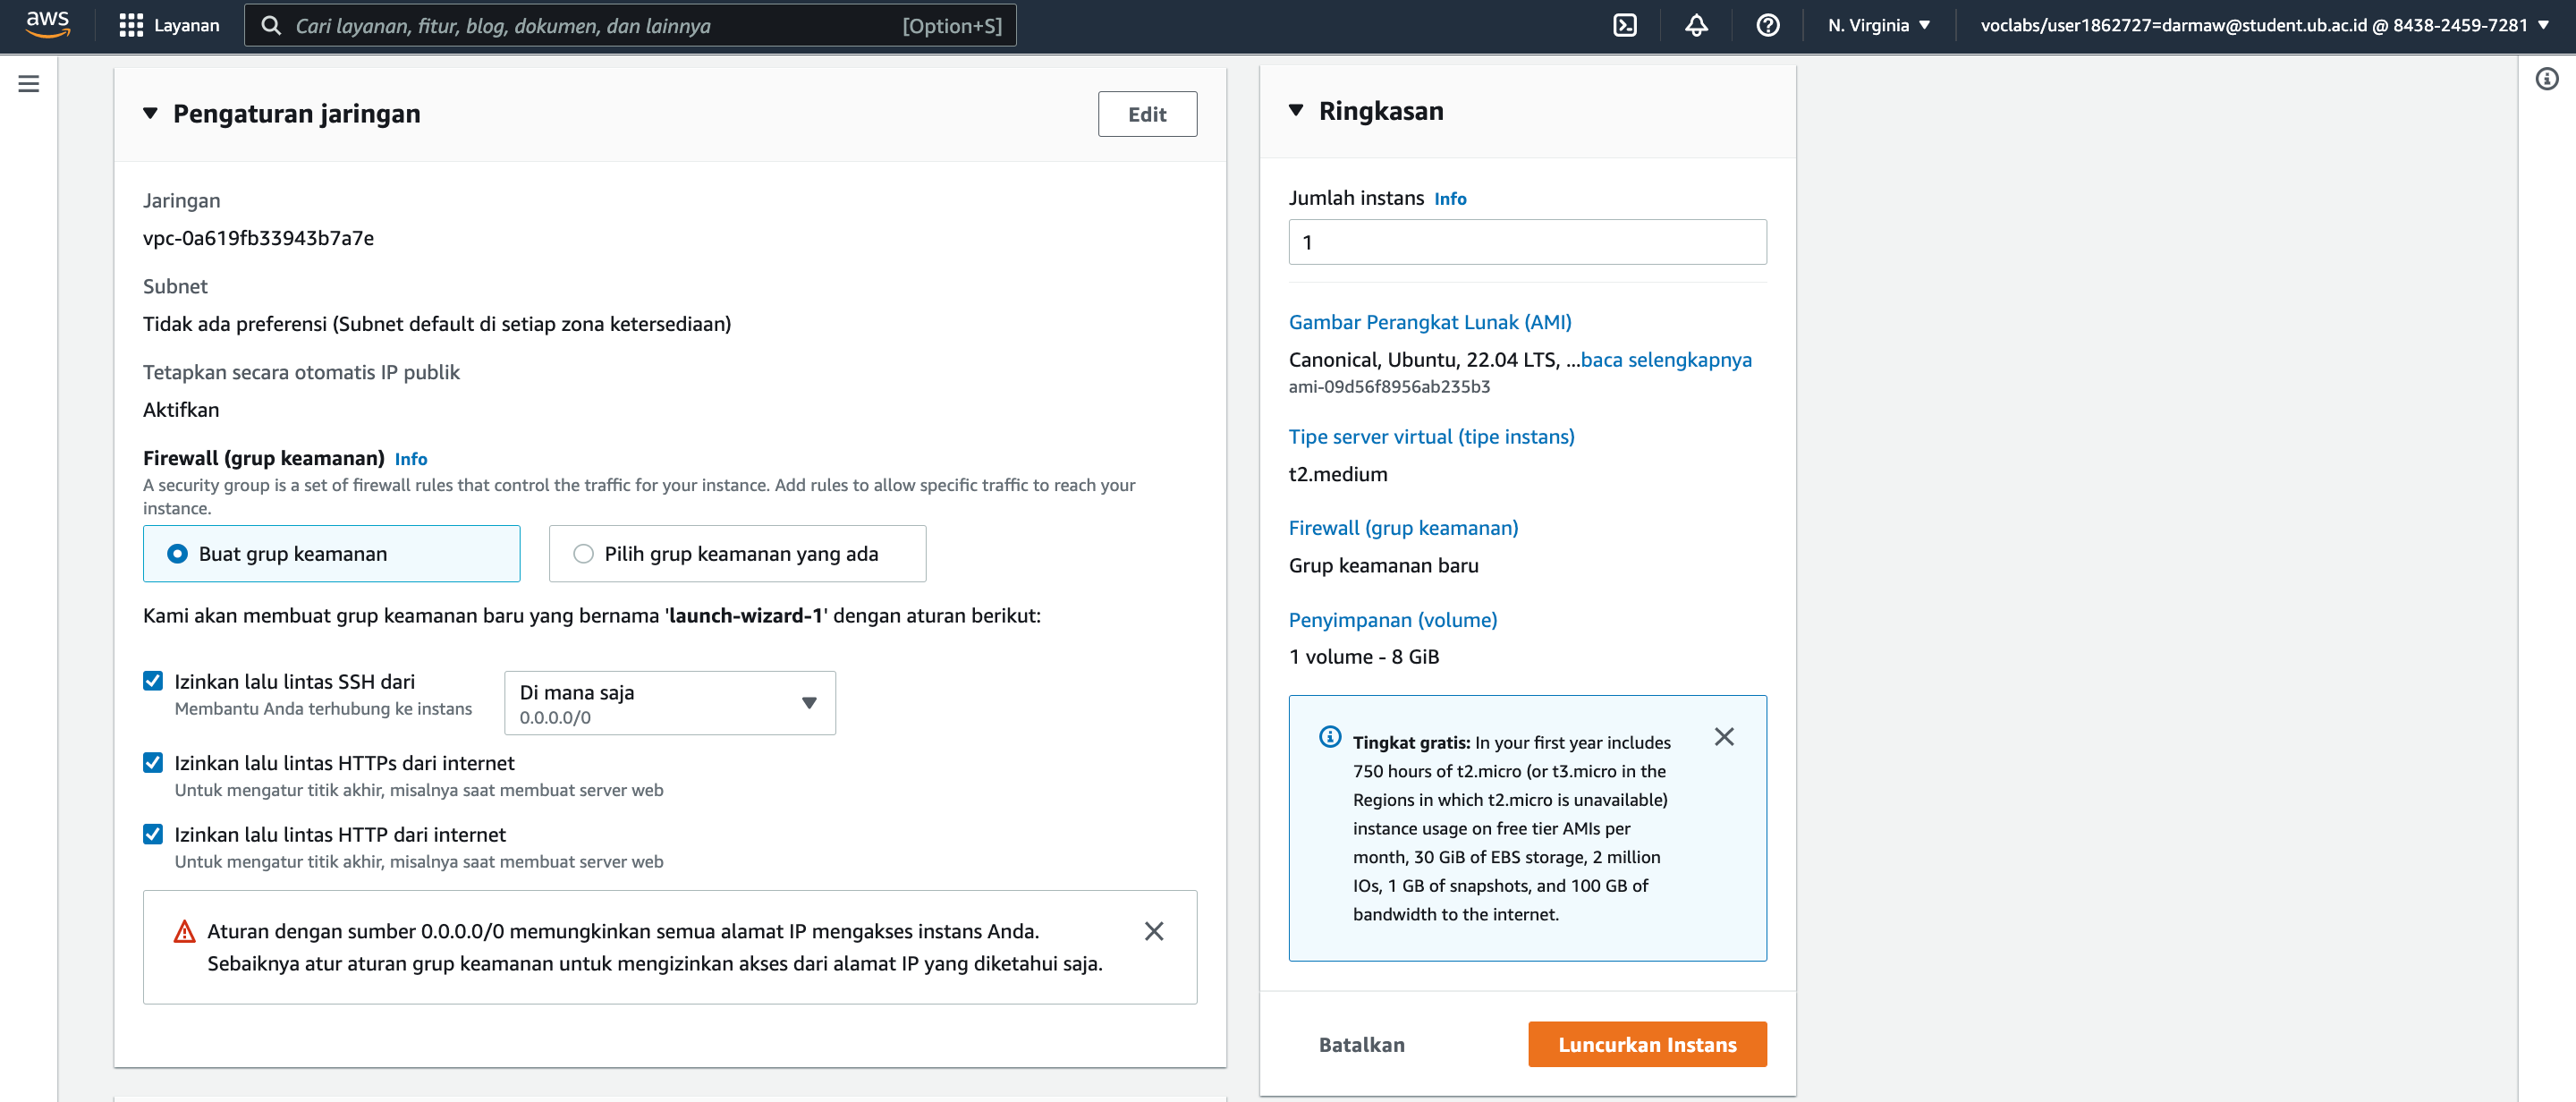 aws
Layanan
Cari layanan, fitur, blog, dokumen, dan lainnya
[Option+S]
N. Virginia
voclabs/user1862727=darmaw@student.ub.ac.id @ 8438-2459-7281
Pengaturan jaringan
Edit
Jaringan
vpc-0a619fb33943b7a7e
Subnet
Tidak ada preferensi (Subnet default di setiap zona ketersediaan)
Tetapkan secara otomatis IP publik
Aktifkan
Firewall (grup keamanan) Info
A security group is a set of firewall rules that control the traffic for your instance. Add rules to allow specific traffic to reach your
instance.
Buat grup keamanan
Pilih grup keamanan yang ada
Kami akan membuat grup keamanan baru yang bernama 'launch-wizard-1' dengan aturan berikut:
Izinkan lalu lintas SSH dari
Membantu Anda terhubung ke instans
Di mana saja
0.0.0.0/0
Izinkan lalu lintas HTTPs dari internet
Untuk mengatur titik akhir, misalnya saat membuat server web
Izinkan lalu lintas HTTP dari internet
Untuk mengatur titik akhir, misalnya saat membuat server web
Aturan dengan sumber 0.0.0.0/0 memungkinkan semua alamat IP mengakses instans Anda.
Sebaiknya atur aturan grup keamanan untuk mengizinkan akses dari alamat IP yang diketahui saja.
Ringkasan
Jumlah instans Info
1
Gambar Perangkat Lunak (AMI)
Canonical, Ubuntu, 22.04 LTS, ...baca selengkapnya
ami-09d56f8956ab235b3
Tipe server virtual (tipe instans)
t2.medium
Firewall (grup keamanan)
Grup keamanan baru
Penyimpanan (volume)
1 volume - 8 GiB
Tingkat gratis: In your first year includes
750 hours of t2.micro (or t3.micro in the
Regions in which t2.micro is unavailable)
instance usage on free tier AMIs per
month, 30 GiB of EBS storage, 2 million
IOs, 1 GB of snapshots, and 100 GB of
bandwidth to the internet.
Batalkan
Luncurkan Instans